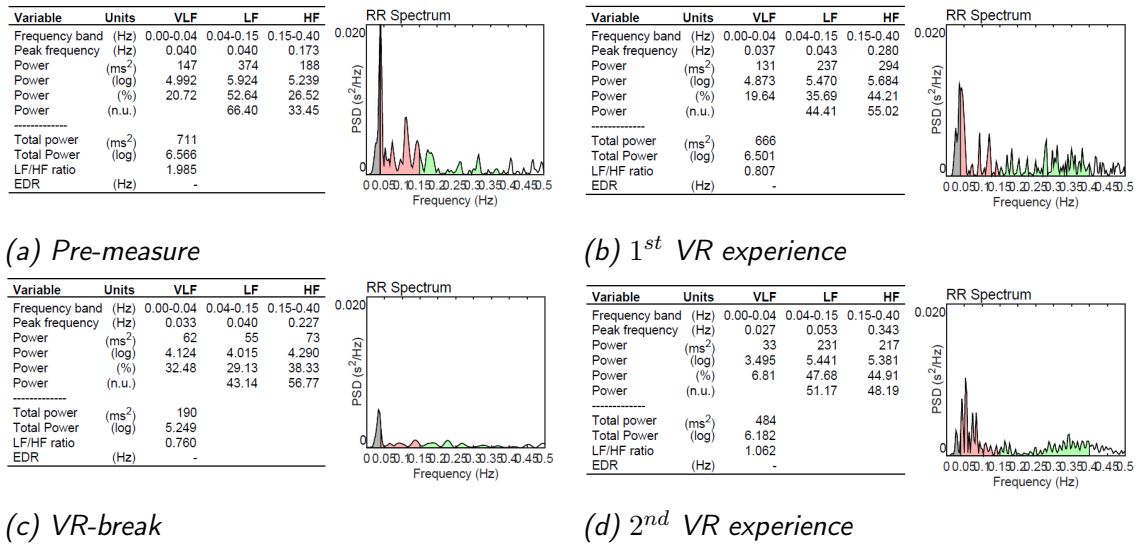 Variable Units VLF LF HF
Frequency band (Hz) 0.00-0.04 0.04-0.15 0.15-0.40
Peak frequency (Hz) 0.040 0.040 0.173
Power (ms²) 147 374 188
Power (log) 4.992 5.924 5.239
Power (%) 20.72 52.64 26.52
Power (n.u.) 66.40 33.45
-------------
Total power (ms²) 711
Total Power (log) 6.566
LF/HF ratio 1.985
EDR (Hz) -
RR Spectrum
0.020
PSD (s²/Hz)
0
0 0.05 0.1 0.15 0.2 0.25 0.3 0.35 0.4 0.45 0.5
Frequency (Hz)
(a) Pre-measure
Variable Units VLF LF HF
Frequency band (Hz) 0.00-0.04 0.04-0.15 0.15-0.40
Peak frequency (Hz) 0.037 0.043 0.280
Power (ms²) 131 237 294
Power (log) 4.873 5.470 5.684
Power (%) 19.64 35.69 44.21
Power (n.u.) 44.41 55.02
-------------
Total power (ms²) 666
Total Power (log) 6.501
LF/HF ratio 0.807
EDR (Hz) -
RR Spectrum
0.020
PSD (s²/Hz)
0
0 0.05 0.1 0.15 0.2 0.25 0.3 0.35 0.4 0.45 0.5
Frequency (Hz)
(b) 1st VR experience
Variable Units VLF LF HF
Frequency band (Hz) 0.00-0.04 0.04-0.15 0.15-0.40
Peak frequency (Hz) 0.033 0.040 0.227
Power (ms²) 62 55 73
Power (log) 4.124 4.015 4.290
Power (%) 32.48 29.13 38.33
Power (n.u.) 43.14 56.77
-------------
Total power (ms²) 190
Total Power (log) 5.249
LF/HF ratio 0.760
EDR (Hz) -
RR Spectrum
0.020
PSD (s²/Hz)
0
0 0.05 0.1 0.15 0.2 0.25 0.3 0.35 0.4 0.45 0.5
Frequency (Hz)
(c) VR-break
Variable Units VLF LF HF
Frequency band (Hz) 0.00-0.04 0.04-0.15 0.15-0.40
Peak frequency (Hz) 0.027 0.053 0.343
Power (ms²) 33 231 217
Power (log) 3.495 5.441 5.381
Power (%) 6.81 47.68 44.91
Power (n.u.) 51.17 48.19
-------------
Total power (ms²) 484
Total Power (log) 6.182
LF/HF ratio 1.062
EDR (Hz) -
RR Spectrum
0.020
PSD (s²/Hz)
0
0 0.05 0.1 0.15 0.2 0.25 0.3 0.35 0.4 0.45 0.5
Frequency (Hz)
(d) 2nd VR experience